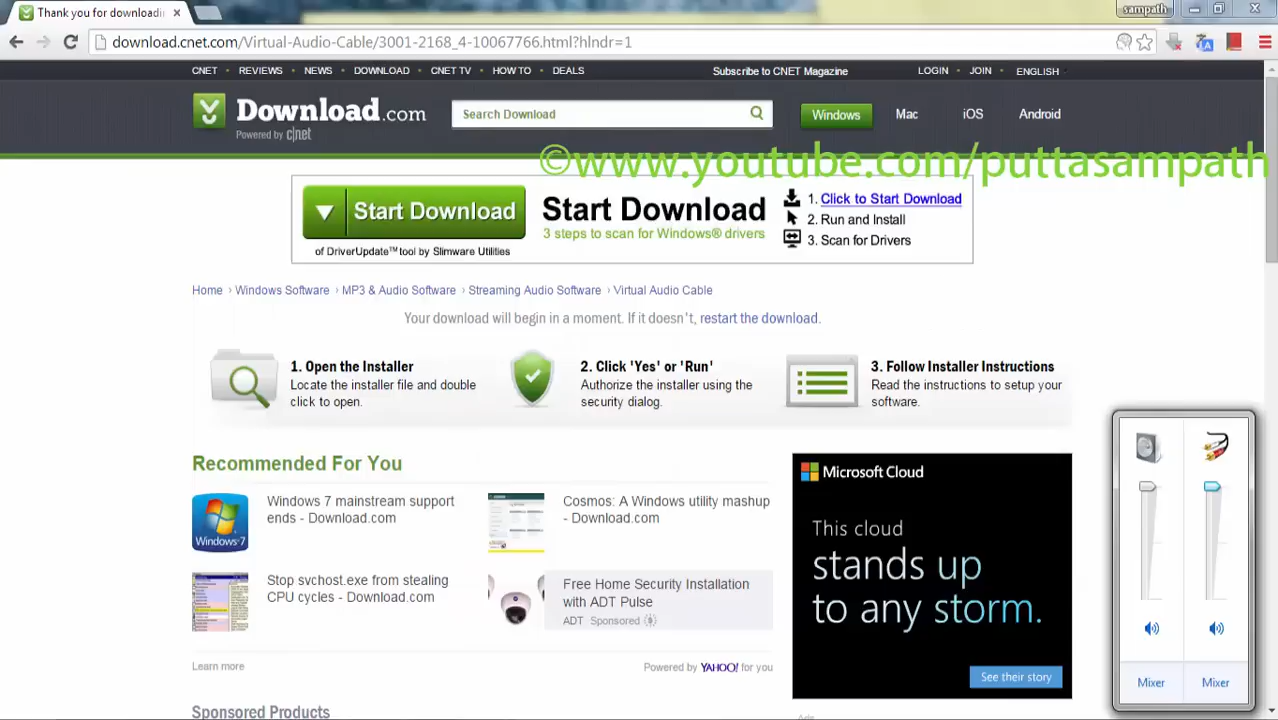 Thank you for downloadin
sampath
download.cnet.com/Virtual-Audio-Cable/3001-2168_4-10067766.html?hlndr=1
CNET • REVIEWS • NEWS • DOWNLOAD • CNET TV • HOW TO • DEALS
Subscribe to CNET Magazine
LOGIN • JOIN • ENGLISH
Download.com
Powered by c|net
Search Download
Windows
Mac
iOS
Android
©www.youtube.com/puttasampath
Start Download
of DriverUpdate™ tool by Slimware Utilities
Start Download
3 steps to scan for Windows® drivers
1. Click to Start Download
2. Run and Install
3. Scan for Drivers
Home › Windows Software › MP3 & Audio Software › Streaming Audio Software › Virtual Audio Cable
Your download will begin in a moment. If it doesn't, restart the download.
1. Open the Installer
Locate the installer file and double
click to open.
2. Click 'Yes' or 'Run'
Authorize the installer using the
security dialog.
3. Follow Installer Instructions
Read the instructions to setup your
software.
Recommended For You
Windows 7 mainstream support
ends - Download.com
Windows 7
Cosmos: A Windows utility mashup
- Download.com
Stop svchost.exe from stealing
CPU cycles - Download.com
Free Home Security Installation
with ADT Pulse
ADT Sponsored
Learn more
Powered by YAHOO! for you
Sponsored Products
Microsoft Cloud
This cloud
stands up
to any storm.
See their story
Ads
Mixer
Mixer